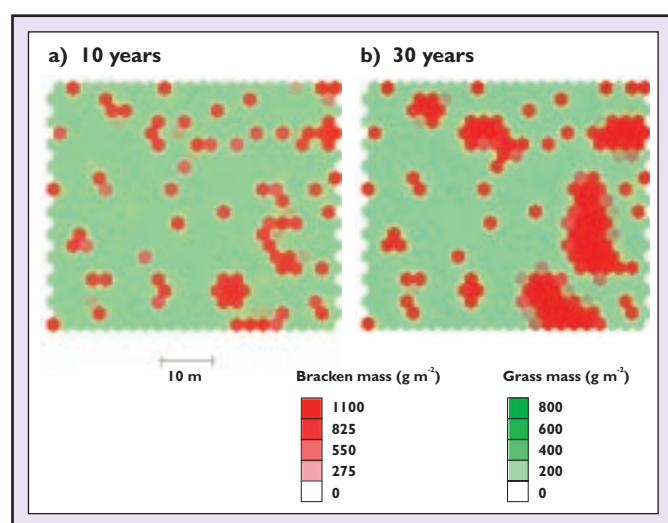 a) 10 years
b) 30 years
10 m
Bracken mass (g m⁻²)
1100
825
550
275
0
Grass mass (g m⁻²)
800
600
400
200
0